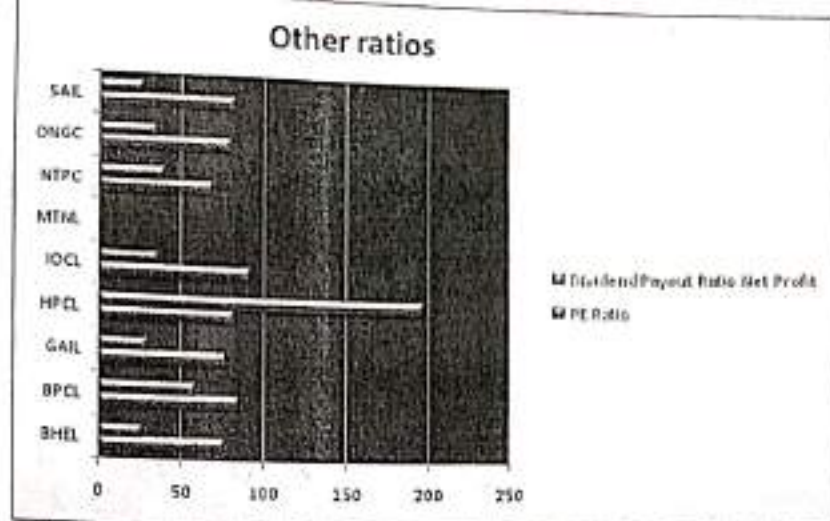 Other ratios
SAIL
ONGC
NTPC
MTNL
IOCL
HPCL
GAIL
BPCL
BHEL
0 50 100 150 200 250
Dividend Payout Ratio Net Profit
PE Ratio